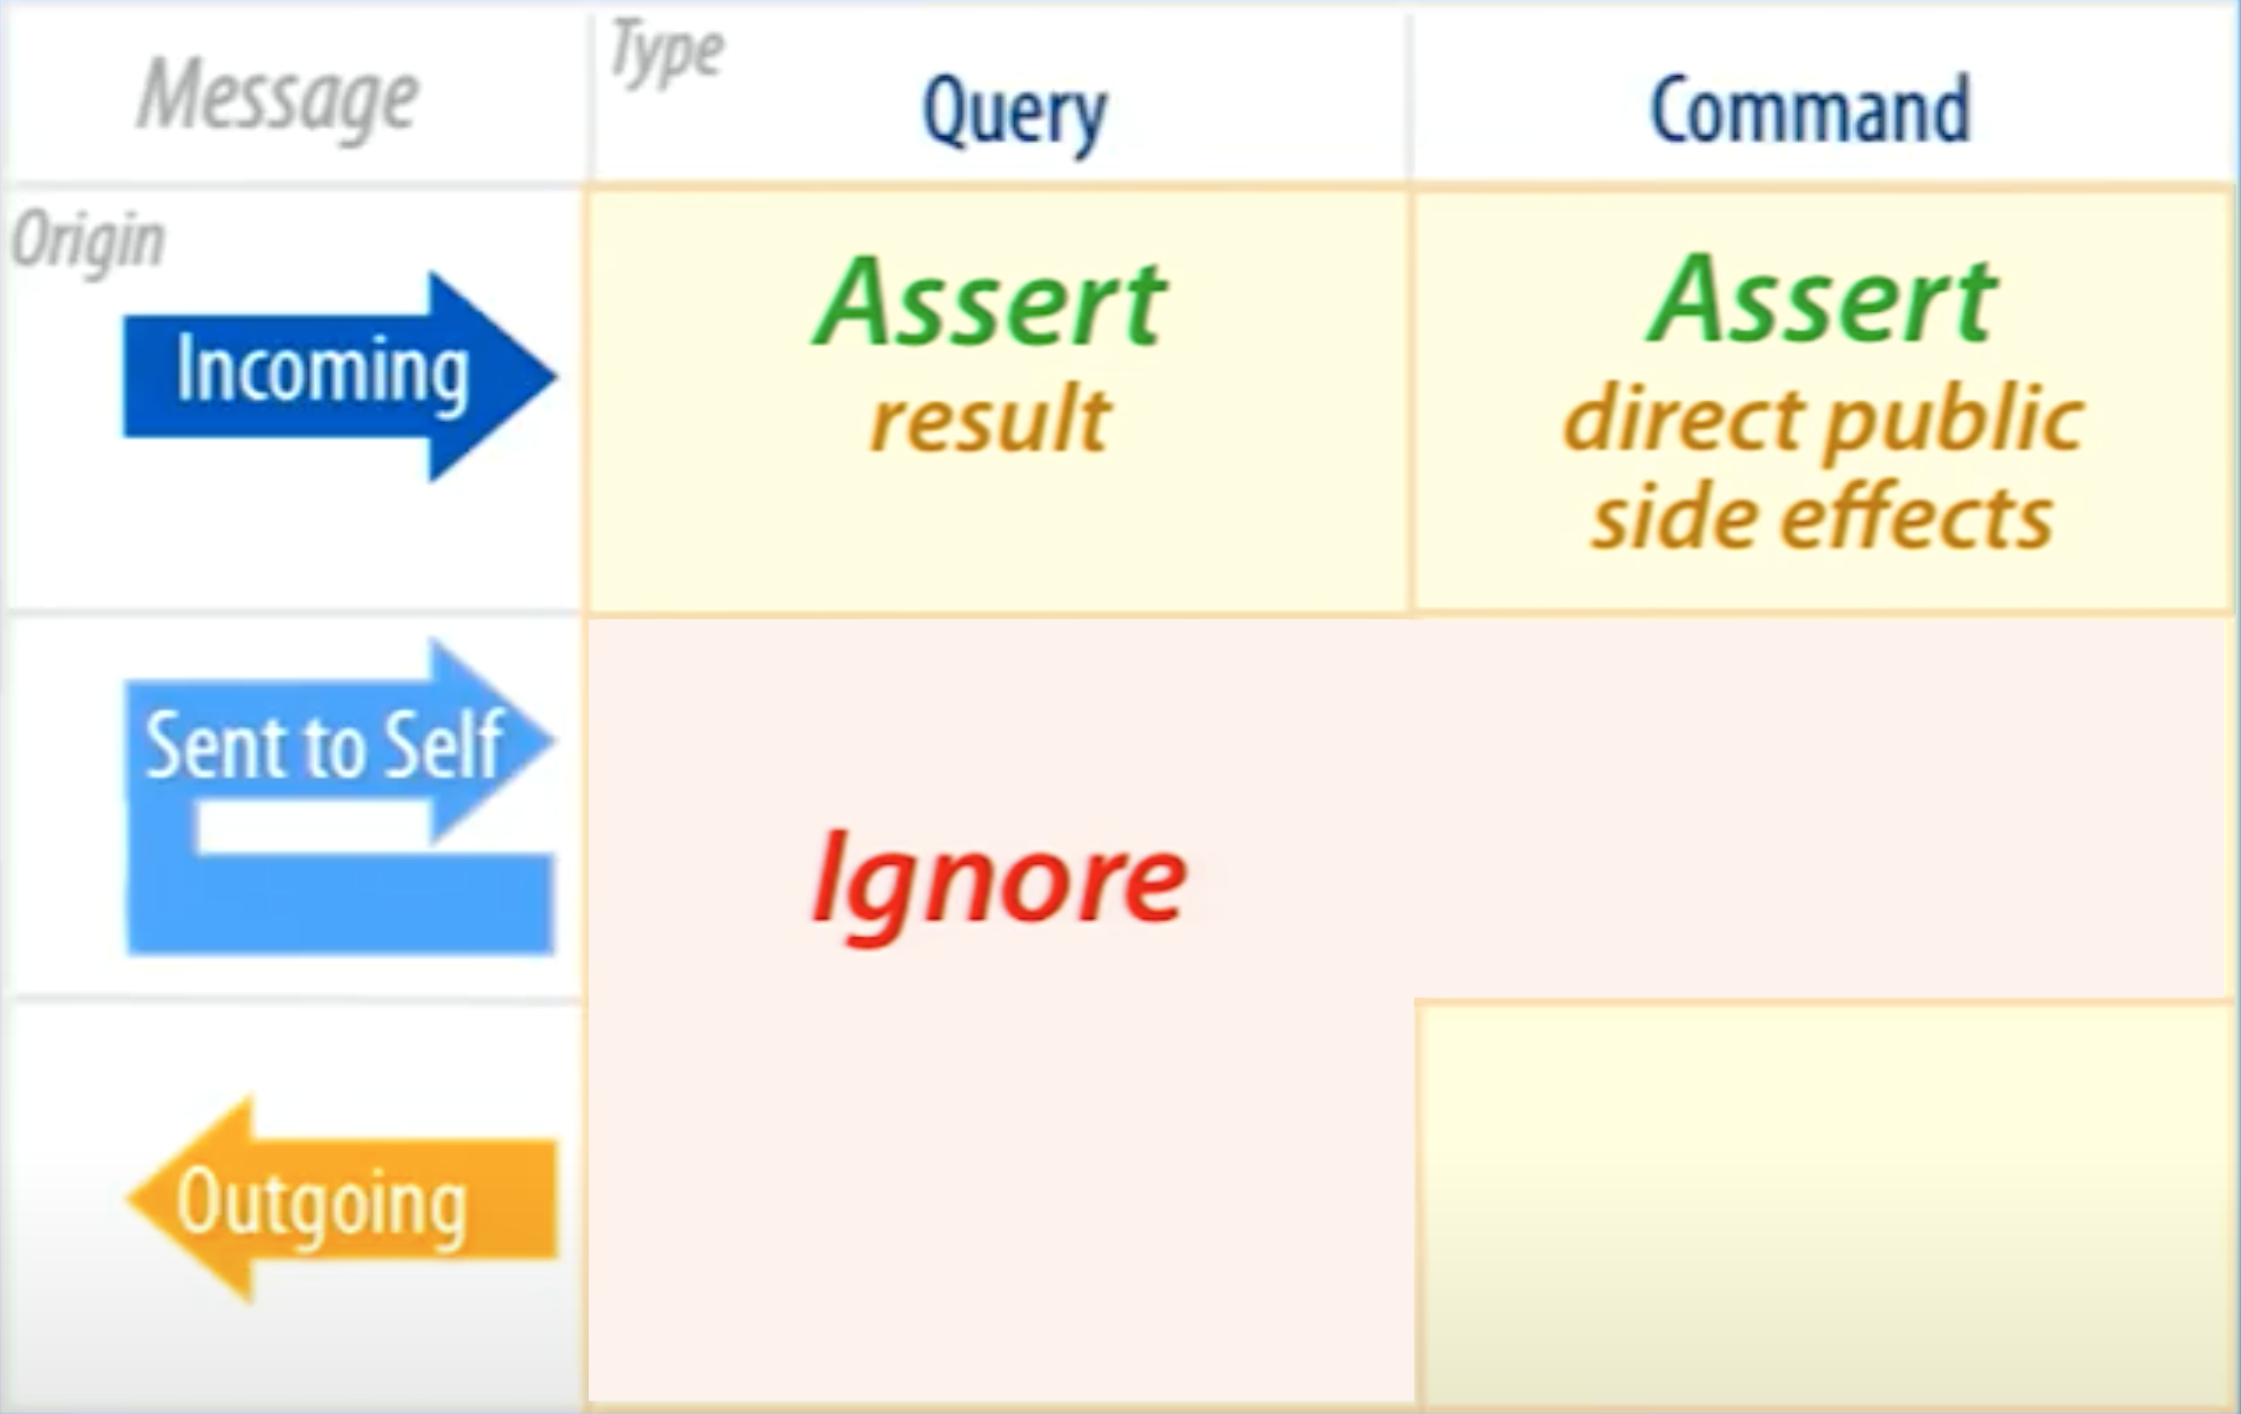 Message
Type
Query
Command
Origin
Incoming
Assert
result
Assert
direct public
side effects
Sent to Self
Ignore
Outgoing